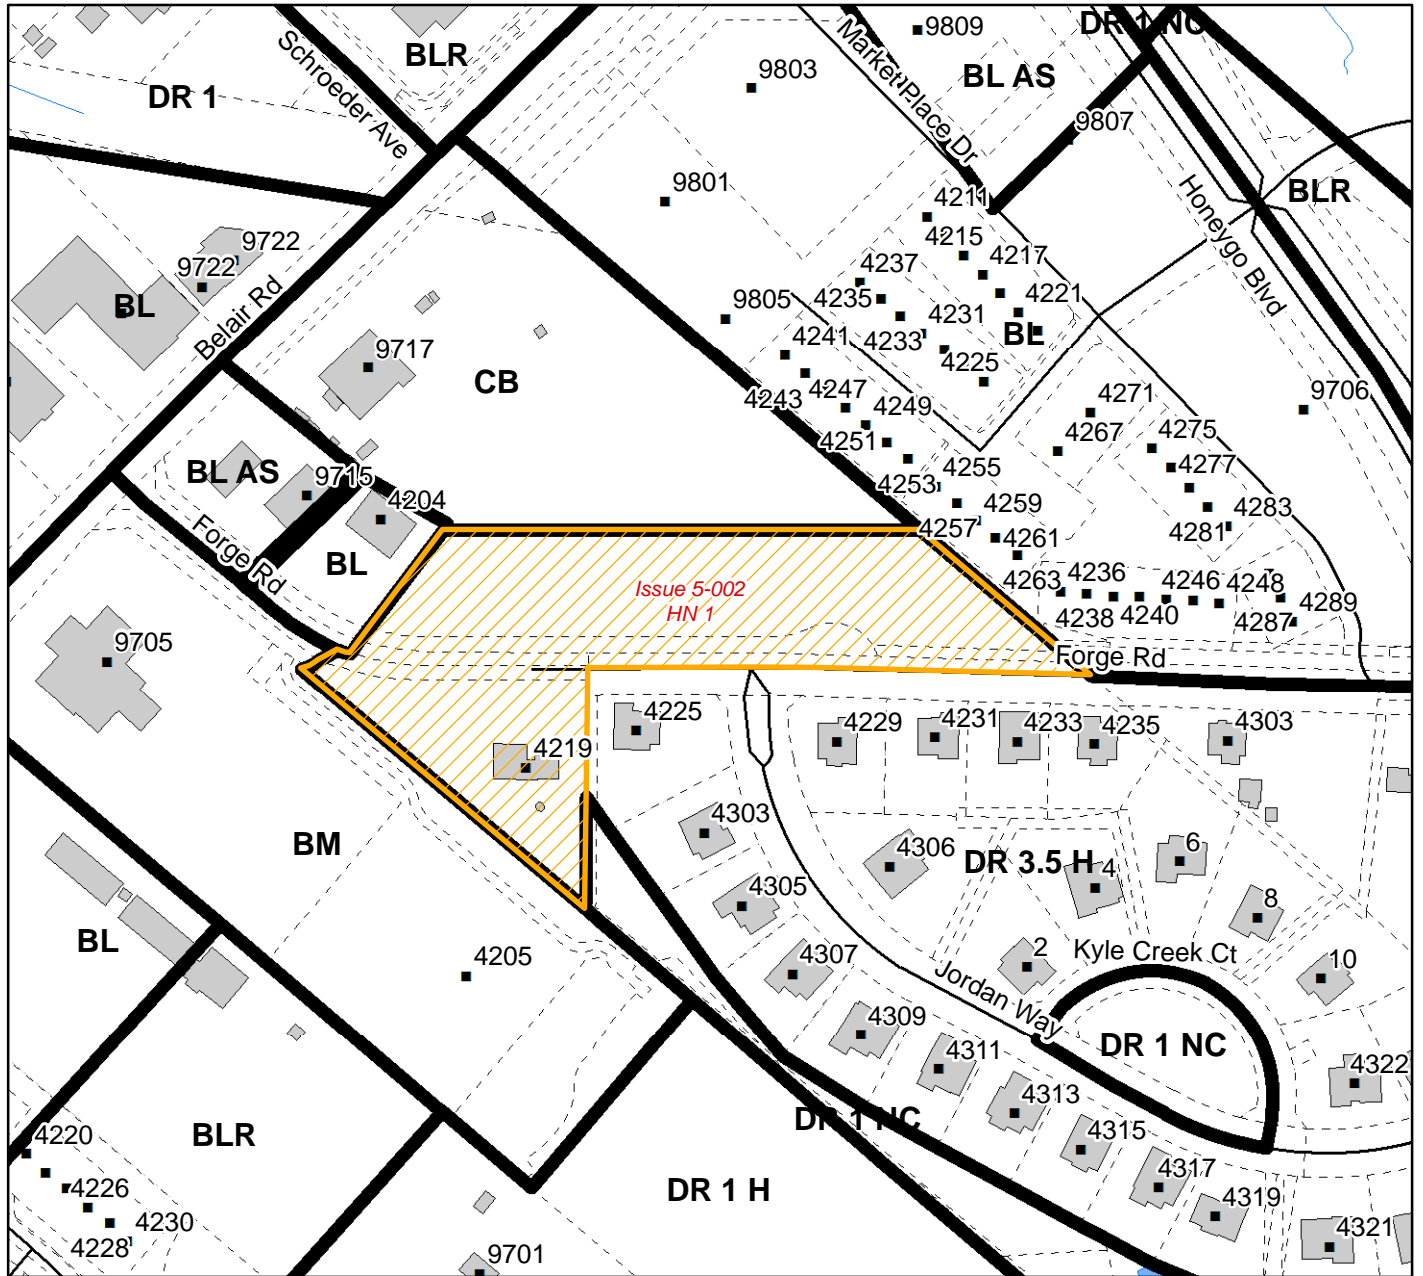 9809
DR 1 NC
BLR
Schroeder Ave
Market Place Dr
9803
BL AS
DR 1
9807
9801
4211
Honeygo Blvd
BLR
4215
9722
4217
9722
4237
4235
4221
BL
Belair Rd
9805
4231
BL
4233
4241
9717
4225
CB
4247
4243
4271
9706
4249
4267
4275
4251
BL AS
9715
4255
4277
4253
4204
4259
4283
4257
4281
Forge Rd
4261
BL
4263
4236
4246
4248
Issue 5-002
HN 1
4238
4240
4289
4287
9705
Forge Rd
4225
4229
4231
4233
4235
4303
4219
4303
BM
4306
DR 3.5 H
6
4
4305
8
BL
4307
2
Kyle Creek Ct
10
4205
Jordan Way
4309
DR 1 NC
4311
4322
4313
DR 1 NC
4220
BLR
4315
4317
4226
DR 1 H
4319
4230
4321
4228
9701